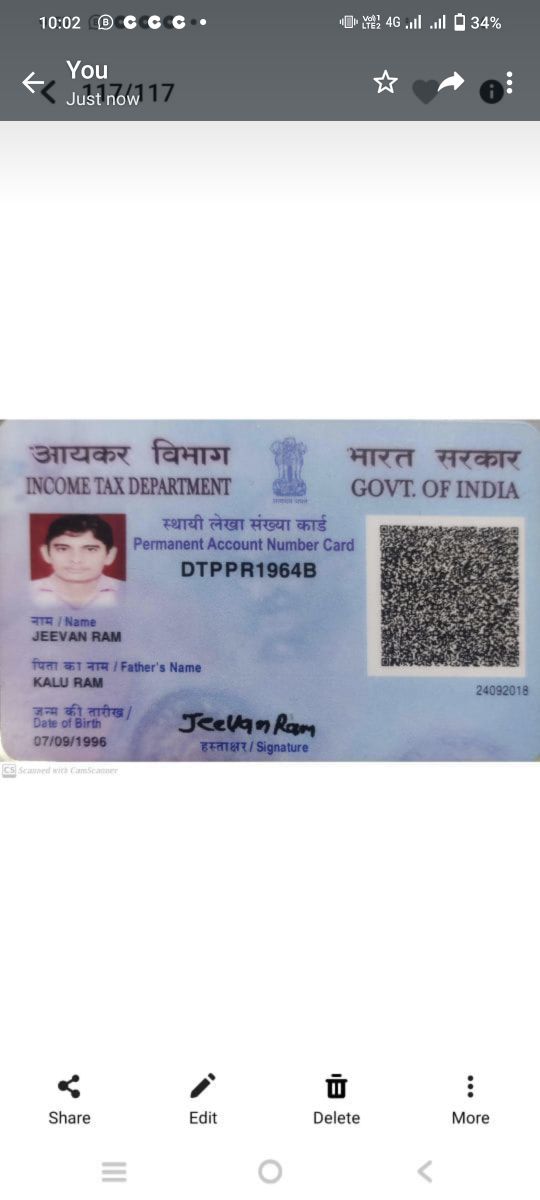 10:02
Vo)) 1 LTE2 4G 34%
You
Just now
117/117
आयकर विभाग
INCOME TAX DEPARTMENT
भारत सरकार
GOVT. OF INDIA
सत्यमेव जयते
स्थायी लेखा संख्या कार्ड
Permanent Account Number Card
DTPPR1964B
नाम / Name
JEEVAN RAM
पिता का नाम / Father's Name
KALU RAM
24092018
जन्म की तारीख /
Date of Birth
07/09/1996
Jeevan Ram
हस्ताक्षर / Signature
CS Scanned with CamScanner
Share
Edit
Delete
More